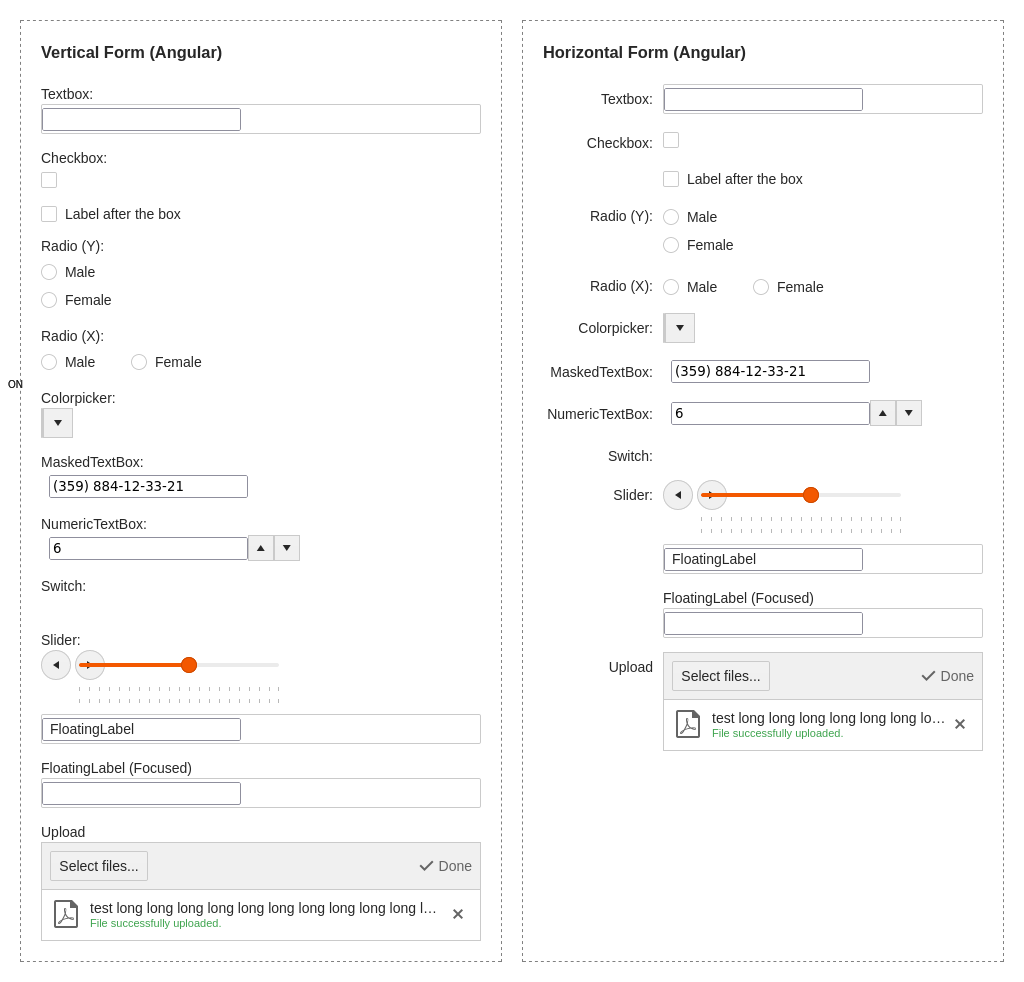 Vertical Form (Angular)
Textbox:
Checkbox:
Label after the box
Radio (Y):
Male
Female
Radio (X):
Male Female
ON
Colorpicker:
MaskedTextBox:
(359) 884-12-33-21
NumericTextBox:
6
Switch:
Slider:
FloatingLabel
FloatingLabel (Focused)
Upload
Select files... Done
test long long long long long long long long long long l…
File successfully uploaded.
Horizontal Form (Angular)
Textbox:
Checkbox:
Label after the box
Radio (Y): Male
Female
Radio (X): Male Female
Colorpicker:
MaskedTextBox: (359) 884-12-33-21
NumericTextBox: 6
Switch:
Slider:
FloatingLabel
FloatingLabel (Focused)
Upload Select files... Done
test long long long long long long lo…
File successfully uploaded.